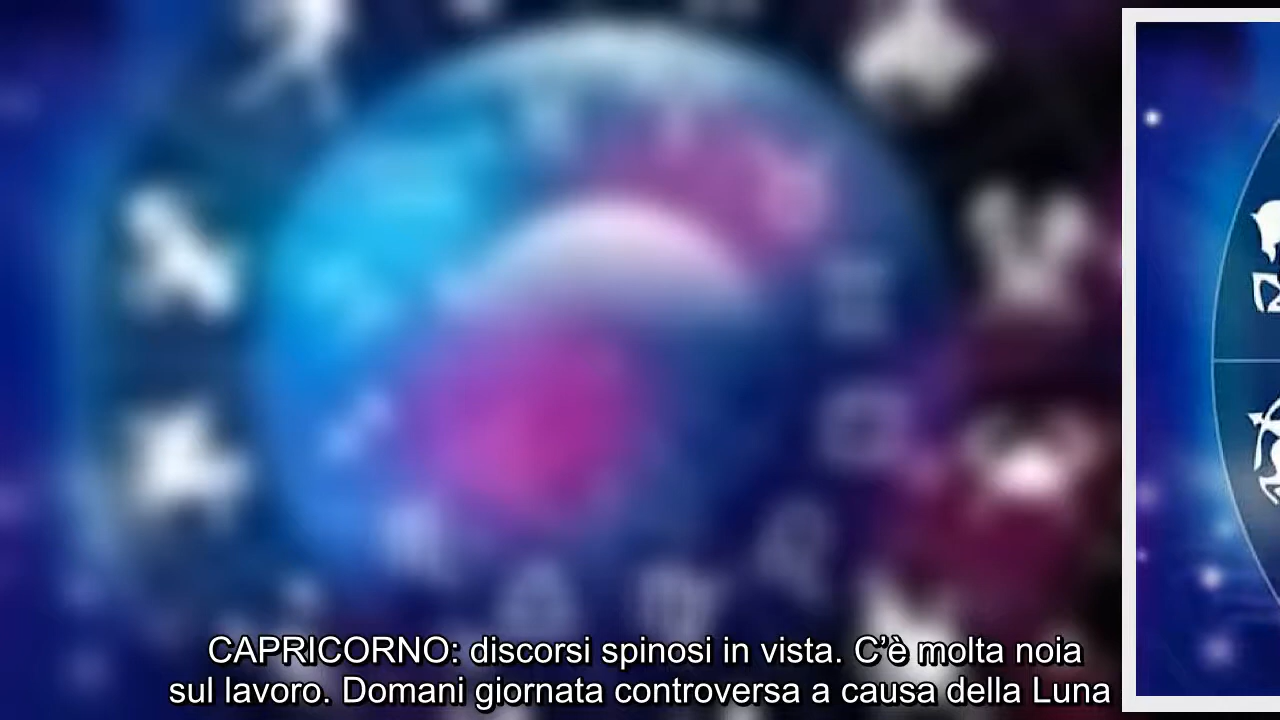 CAPRICORNO: discorsi spinosi in vista. C’è molta noia
sul lavoro. Domani giornata controversa a causa della Luna